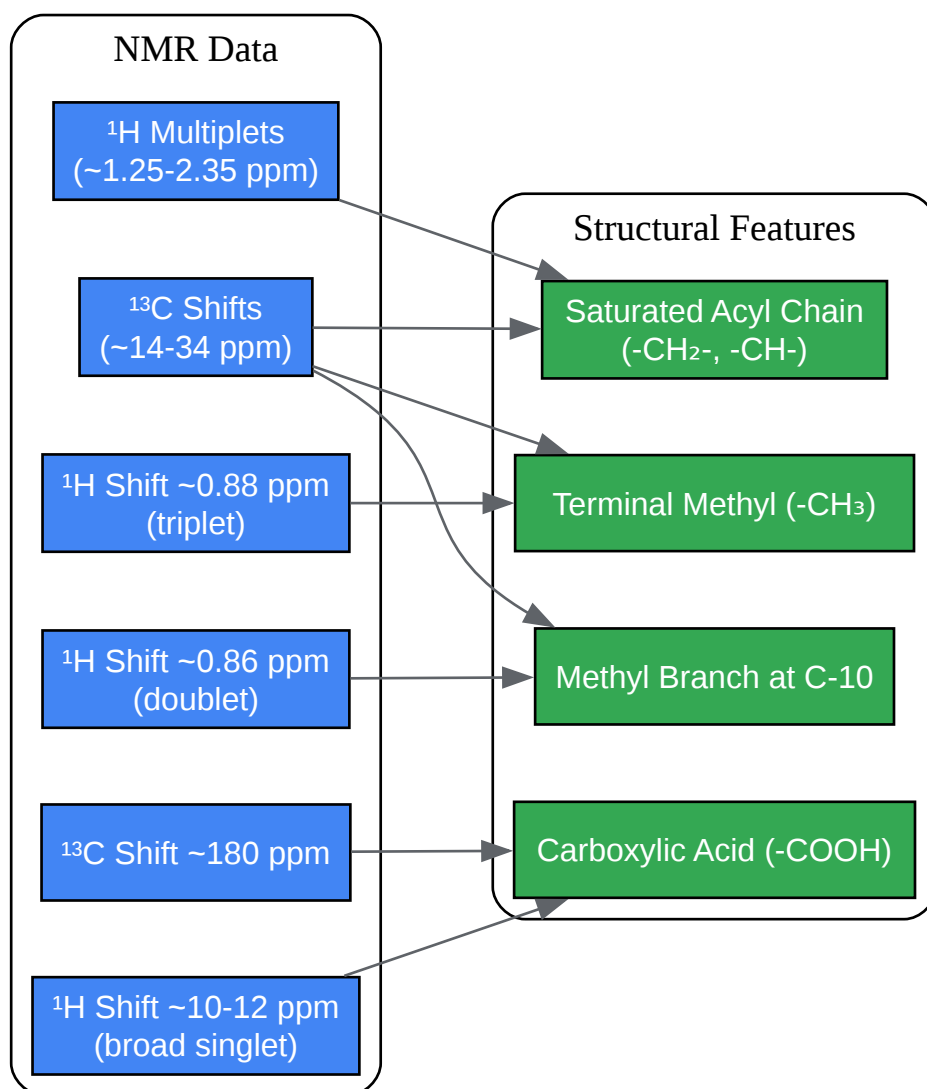 NMR Data
¹H Multiplets
(~1.25-2.35 ppm)
¹³C Shifts
(~14-34 ppm)
¹H Shift ~0.88 ppm
(triplet)
¹H Shift ~0.86 ppm
(doublet)
¹³C Shift ~180 ppm
¹H Shift ~10-12 ppm
(broad singlet)
Structural Features
Saturated Acyl Chain
(-CH₂-, -CH-)
Terminal Methyl (-CH₃)
Methyl Branch at C-10
Carboxylic Acid (-COOH)